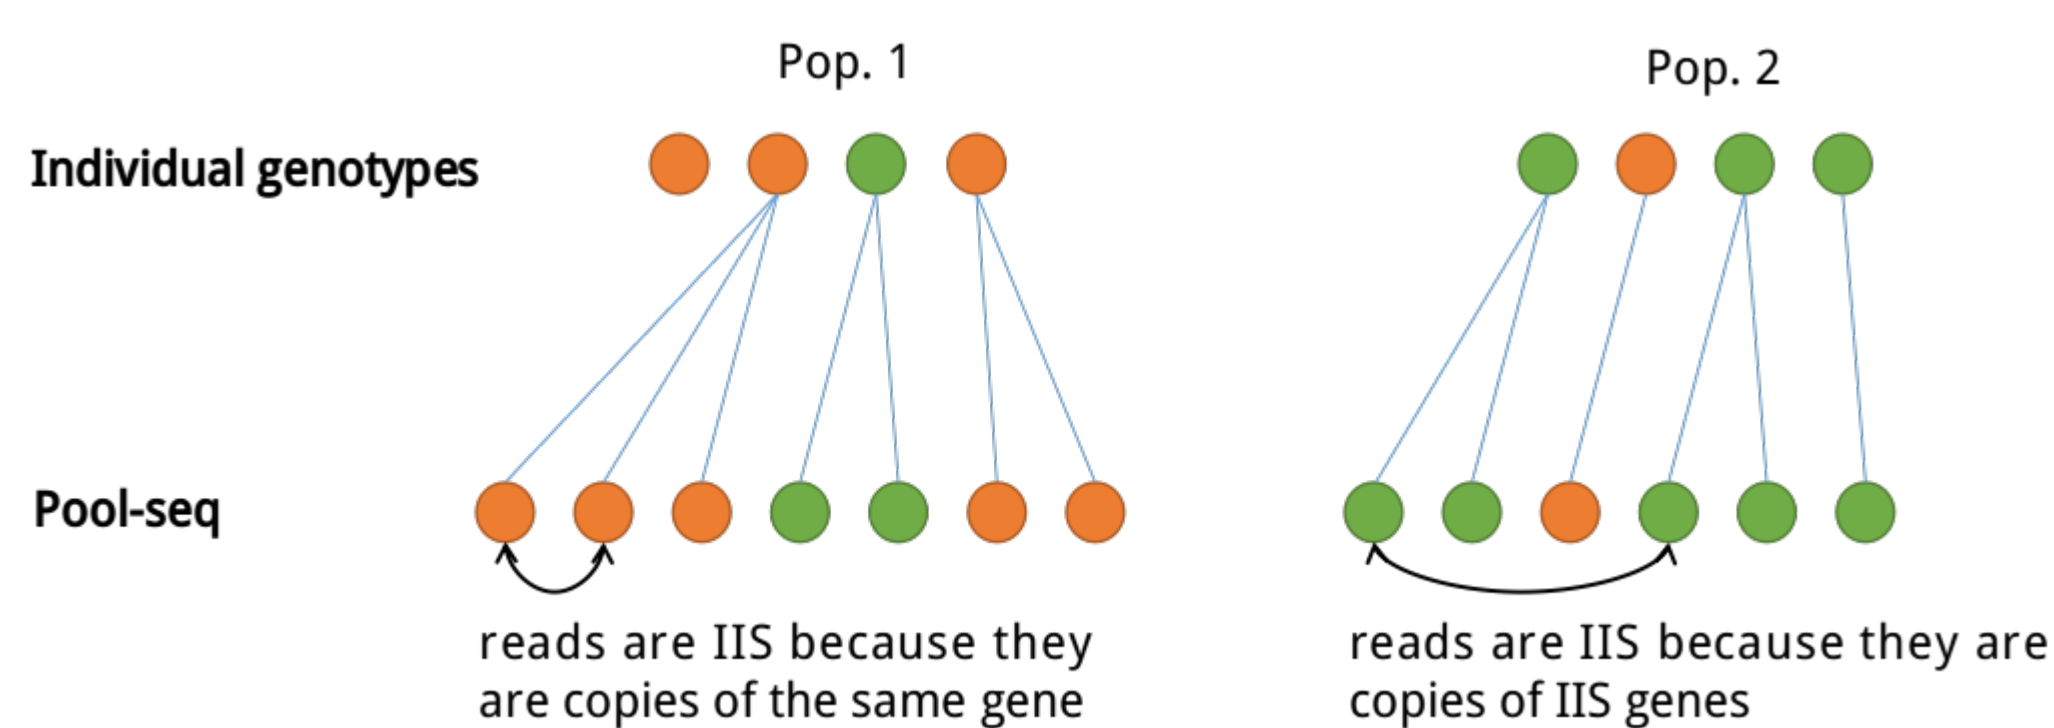 Pop. 1
Pop. 2
Individual genotypes
Pool-seq
reads are IIS because they
are copies of the same gene
reads are IIS because they are
copies of IIS genes